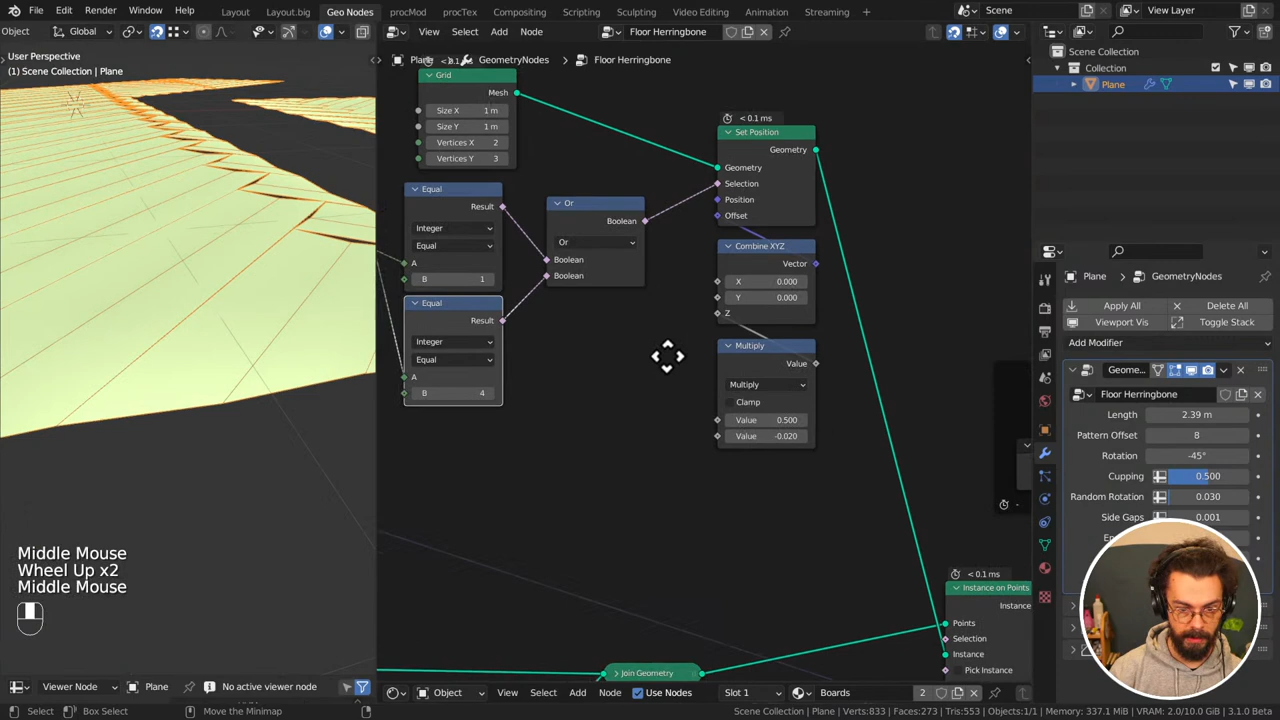 File Edit Render Window Help Layout Layout.big Geo Nodes procMod procTex Compositing Scripting Sculpting Video Editing Animation Streaming + Scene View Layer
Object Global View Select Add Node Floor Herringbone
User Perspective
(1) Scene Collection | Plane
Plane > GeometryNodes > Floor Herringbone
Scene Collection
Collection
Plane
Grid
Mesh
Size X 1 m
Size Y 1 m
Vertices X 2
Vertices Y 3
< 0.1 ms
Set Position
Geometry
Geometry
Selection
Position
Offset
Equal
Result
Integer
Equal
A
B 1
Or
Boolean
Or
Boolean
Boolean
Combine XYZ
Vector
X 0.000
Y 0.000
Z
Equal
Result
Integer
Equal
A
B 4
Multiply
Value
Multiply
Clamp
Value 0.500
Value -0.020
Plane > GeometryNodes
Apply All Delete All
Viewport Vis Toggle Stack
Add Modifier
Geome...
Floor Herringbone
Length 2.39 m
Pattern Offset 8
Rotation -45°
Cupping 0.500
Random Rotation 0.030
Side Gaps 0.001
< 0.1 ms
Instance on Points
Instance
Points
Selection
Instance
Pick Instance
Join Geometry
Middle Mouse
Wheel Up x2
Middle Mouse
Viewer Node Plane No active viewer node
Object View Select Add Node Use Nodes Slot 1 Boards 2
Select Box Select Move the Minimap Scene Collection | Plane | Verts:833 | Faces:273 | Tris:553 | Objects:1/1 | Memory: 337.1 MiB | VRAM: 2.0/10.0 GiB | 3.1.0 Beta